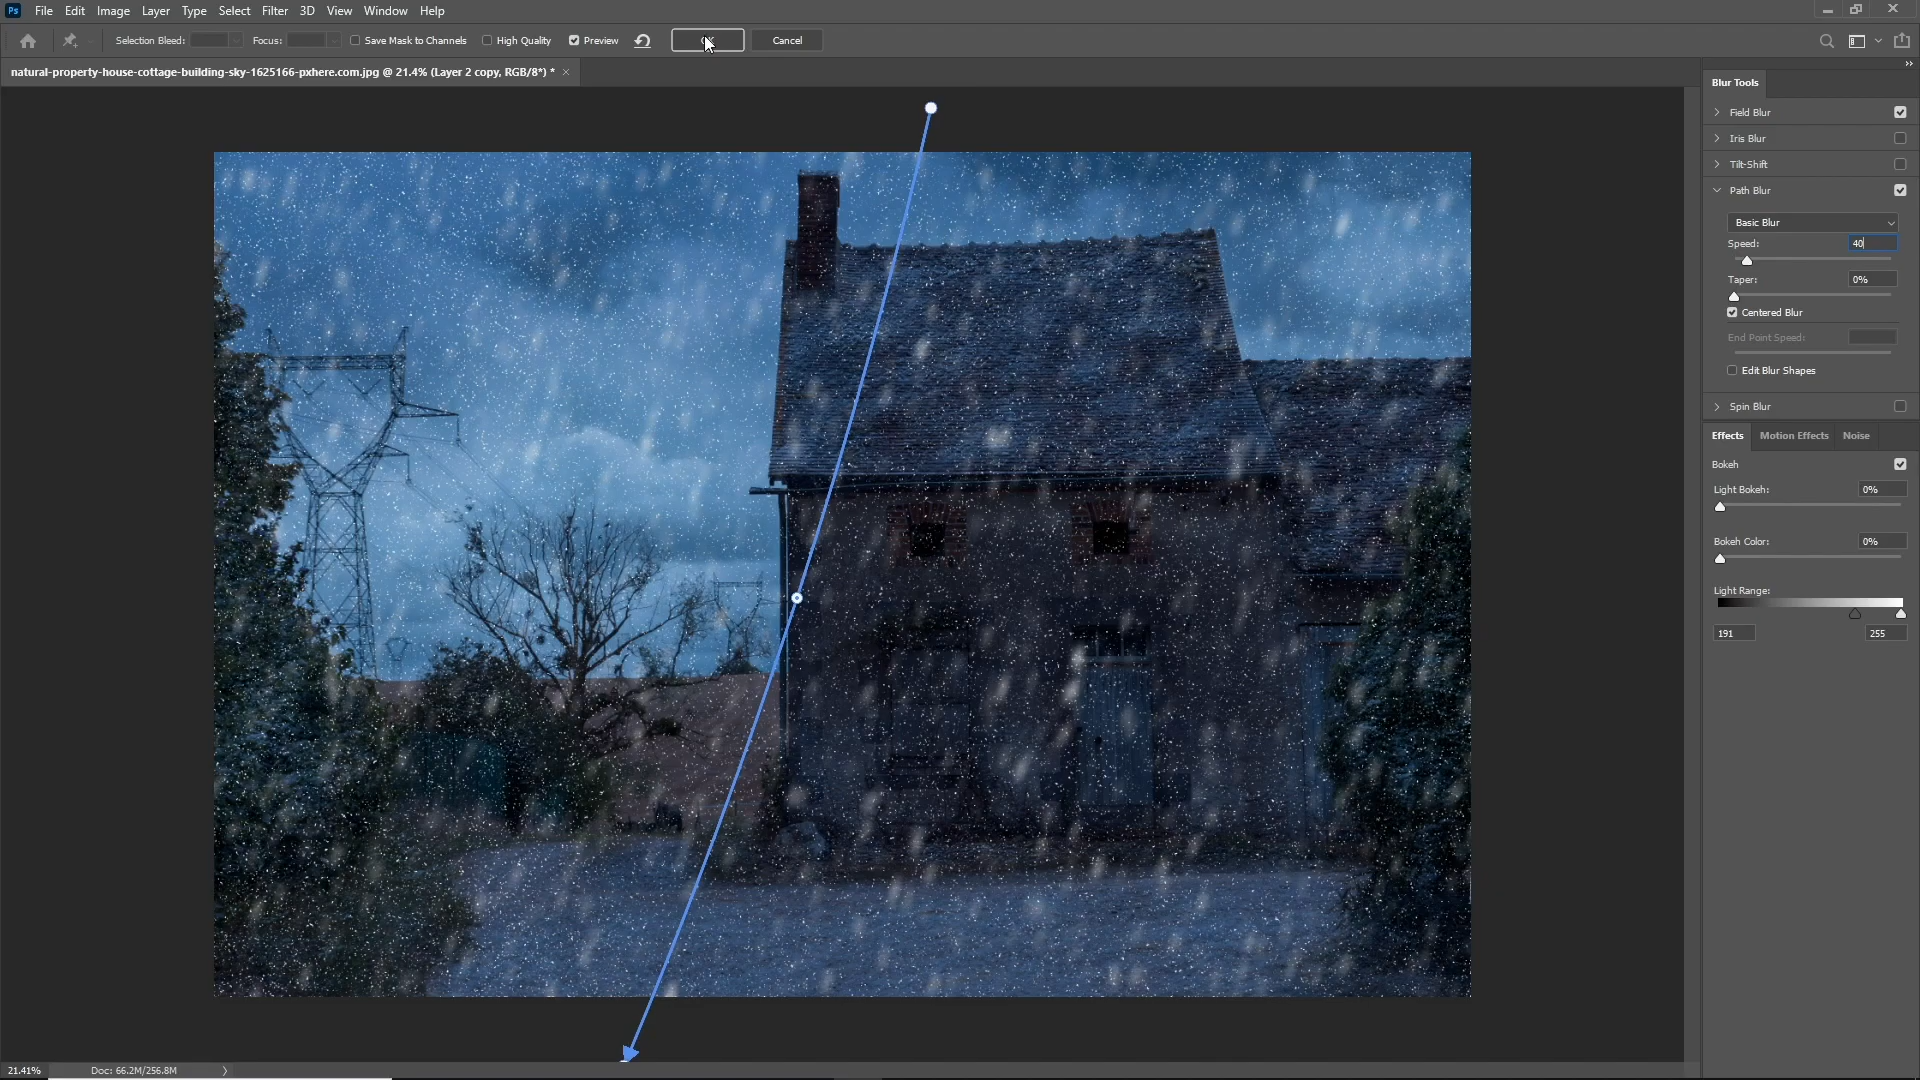 Ps File Edit Image Layer Type Select Filter 3D View Window Help
Selection Bleed: Focus: Save Mask to Channels High Quality Preview Cancel
natural-property-house-cottage-building-sky-1625166-pxhere.com.jpg @ 21.4% (Layer 2 copy, RGB/8*) * ×
Blur Tools
Field Blur
Iris Blur
Tilt-Shift
Path Blur
Basic Blur
Speed: 40
Taper: 0%
Centered Blur
End Point Speed:
Edit Blur Shapes
Spin Blur
Effects Motion Effects Noise
Bokeh
Light Bokeh: 0%
Bokeh Color: 0%
Light Range:
191 255
21.41% Doc: 66.2M/256.8M